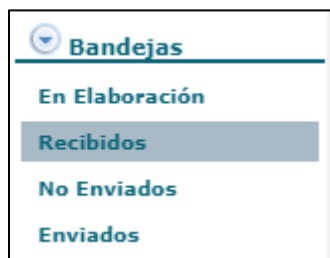 Bandejas
En Elaboración
Recibidos
No Enviados
Enviados